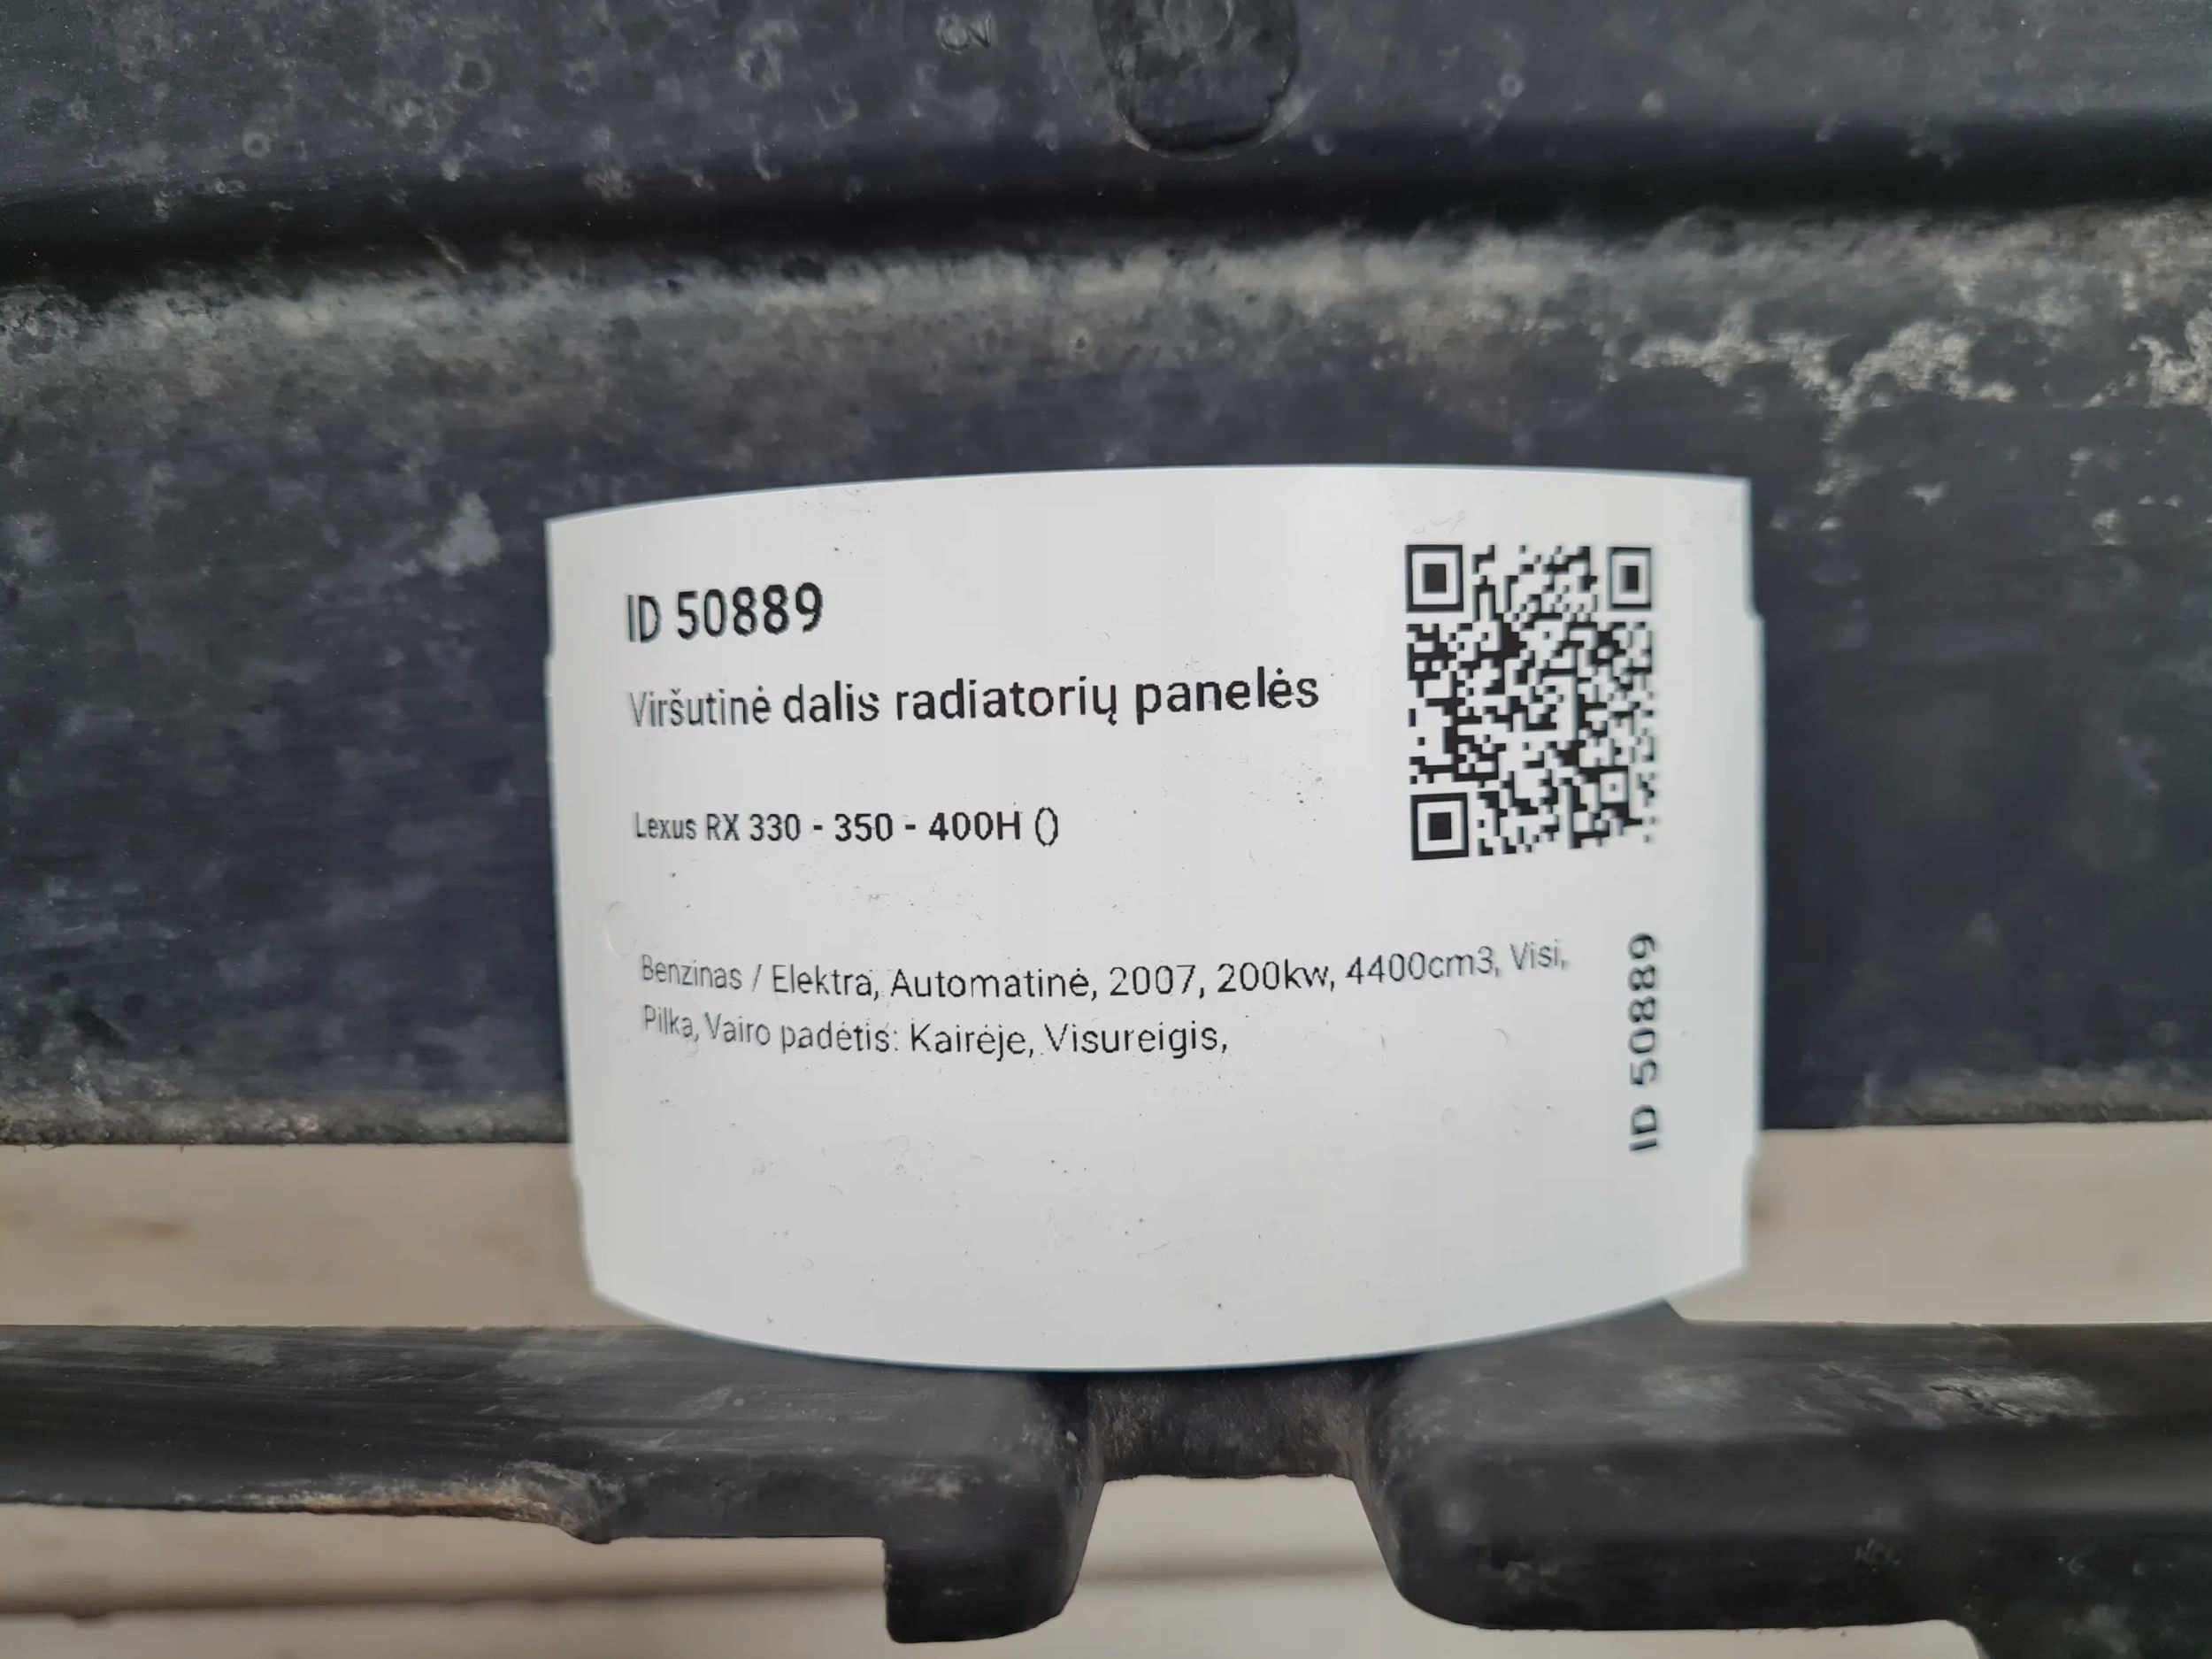 ID 50889
Viršutinė dalis radiatorių panelės
Lexus RX 330 - 350 - 400H ()
Benzinas / Elektra, Automatinė, 2007, 200kw, 4400cm3, Visi,
Pilka, Vairo padėtis: Kairėje, Visureigis,
ID 50889